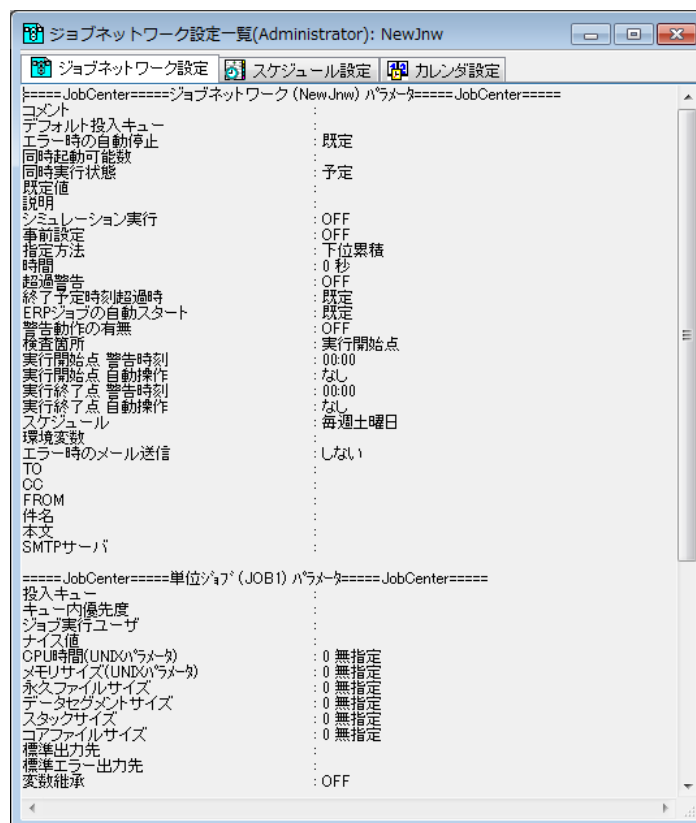 ジョブネットワーク設定一覧(Administrator): NewJnw
ジョブネットワーク設定 スケジュール設定 カレンダ設定
=====JobCenter=====ジョブネットワーク (NewJnw) パラメータ=====JobCenter=====
コメント :
デフォルト投入キュー :
エラー時の自動停止 : 既定
同時起動可能数 :
同時実行状態 : 予定
既定値 :
説明 :
シミュレーション実行 : OFF
事前設定 : OFF
指定方法 : 下位累積
時間 : 0 秒
超過警告 : OFF
終了予定時刻超過時 : 既定
ERPジョブの自動スタート : 既定
警告動作の有無 : OFF
検査箇所 : 実行開始点
実行開始点 警告時刻 : 00:00
実行開始点 自動操作 : なし
実行終了点 警告時刻 : 00:00
実行終了点 自動操作 : なし
スケジュール : 毎週土曜日
環境変数 :
エラー時のメール送信 : しない
TO :
CC :
FROM :
件名 :
本文 :
SMTPサーバ :
=====JobCenter=====単位ジョブ (JOB1) パラメータ=====JobCenter=====
投入キュー :
キュー内優先度 :
ジョブ実行ユーザ :
ナイス値 :
CPU時間(UNIXパラメータ) : 0 無指定
メモリサイズ(UNIXパラメータ) : 0 無指定
永久ファイルサイズ : 0 無指定
データセグメントサイズ : 0 無指定
スタックサイズ : 0 無指定
コアファイルサイズ : 0 無指定
標準出力先 :
標準エラー出力先 :
変数継承 : OFF